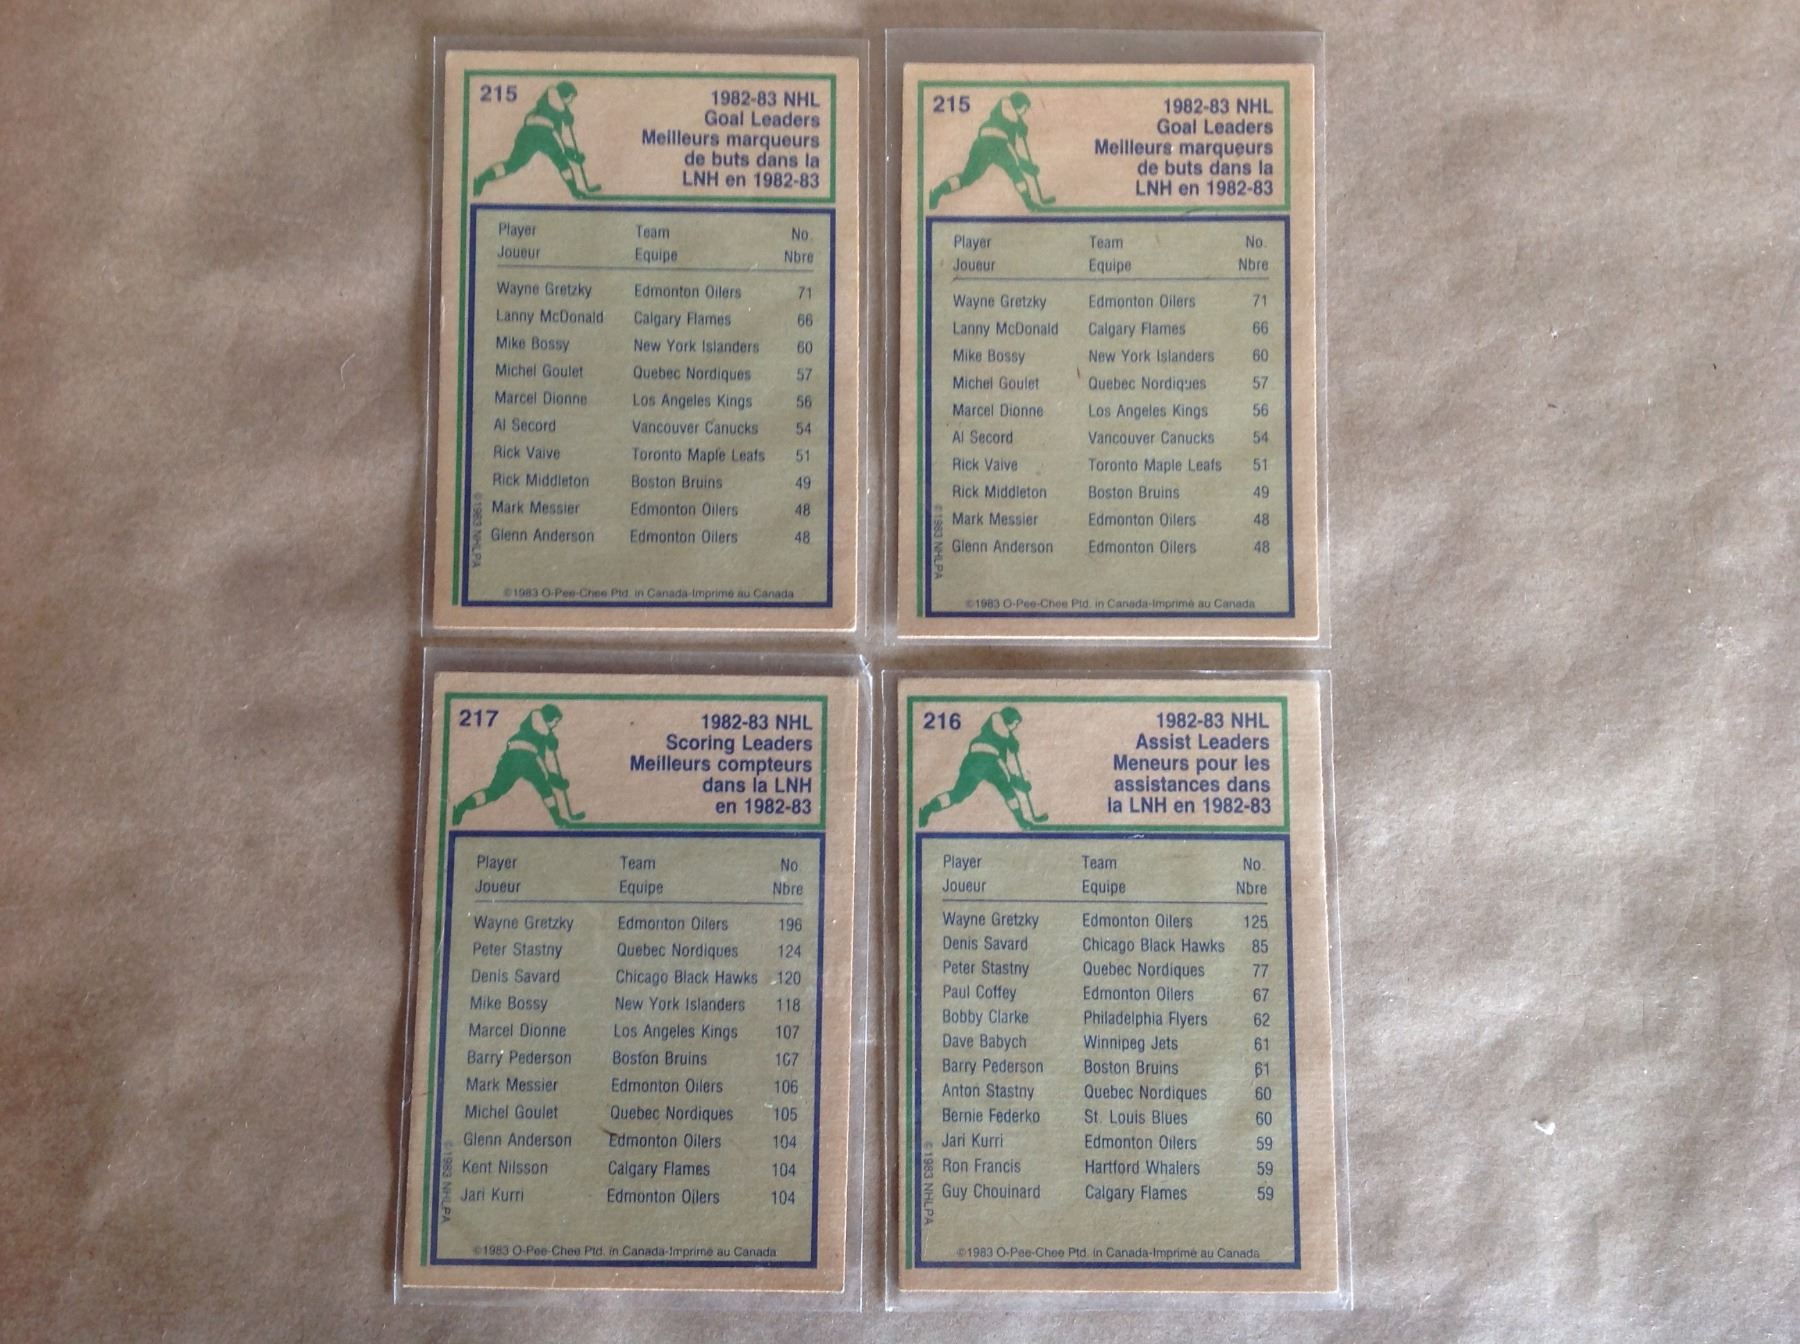 215
1982-83 NHL
Goal Leaders
Meilleurs marqueurs
de buts dans la
LNH en 1982-83
Player Team No.
Joueur Equipe Nbre
Wayne Gretzky Edmonton Oilers 71
Lanny McDonald Calgary Flames 66
Mike Bossy New York Islanders 60
Michel Goulet Quebec Nordiques 57
Marcel Dionne Los Angeles Kings 56
Al Secord Vancouver Canucks 54
Rick Vaive Toronto Maple Leafs 51
Rick Middleton Boston Bruins 49
Mark Messier Edmonton Oilers 48
Glenn Anderson Edmonton Oilers 48
©1983 NHLPA
©1983 O-Pee-Chee Ptd. in Canada-Imprimé au Canada
215
1982-83 NHL
Goal Leaders
Meilleurs marqueurs
de buts dans la
LNH en 1982-83
Player Team No.
Joueur Equipe Nbre
Wayne Gretzky Edmonton Oilers 71
Lanny McDonald Calgary Flames 66
Mike Bossy New York Islanders 60
Michel Goulet Quebec Nordiques 57
Marcel Dionne Los Angeles Kings 56
Al Secord Vancouver Canucks 54
Rick Vaive Toronto Maple Leafs 51
Rick Middleton Boston Bruins 49
Mark Messier Edmonton Oilers 48
Glenn Anderson Edmonton Oilers 48
©1983 NHLPA
©1983 O-Pee-Chee Ptd. in Canada-Imprimé au Canada
217
1982-83 NHL
Scoring Leaders
Meilleurs compteurs
dans la LNH
en 1982-83
Player Team No
Joueur Equipe Nbre
Wayne Gretzky Edmonton Oilers 196
Peter Stastny Quebec Nordiques 124
Denis Savard Chicago Black Hawks 120
Mike Bossy New York Islanders 118
Marcel Dionne Los Angeles Kings 107
Barry Pederson Boston Bruins 107
Mark Messier Edmonton Oilers 106
Michel Goulet Quebec Nordiques 105
Glenn Anderson Edmonton Oilers 104
Kent Nilsson Calgary Flames 104
Jari Kurri Edmonton Oilers 104
©1983 NHLPA
©1983 O-Pee-Chee Ptd. in Canada-Imprimé au Canada
216
1982-83 NHL
Assist Leaders
Meneurs pour les
assistances dans
la LNH en 1982-83
Player Team No.
Joueur Equipe Nbre
Wayne Gretzky Edmonton Oilers 125
Denis Savard Chicago Black Hawks 85
Peter Stastny Quebec Nordiques 77
Paul Coffey Edmonton Oilers 67
Bobby Clarke Philadelphia Flyers 62
Dave Babych Winnipeg Jets 61
Barry Pederson Boston Bruins 61
Anton Stastny Quebec Nordiques 60
Bernie Federko St. Louis Blues 60
Jari Kurri Edmonton Oilers 59
Ron Francis Hartford Whalers 59
Guy Chouinard Calgary Flames 59
©1983 NHLPA
©1983 O-Pee-Chee Ptd. in Canada-Imprimé au Canada